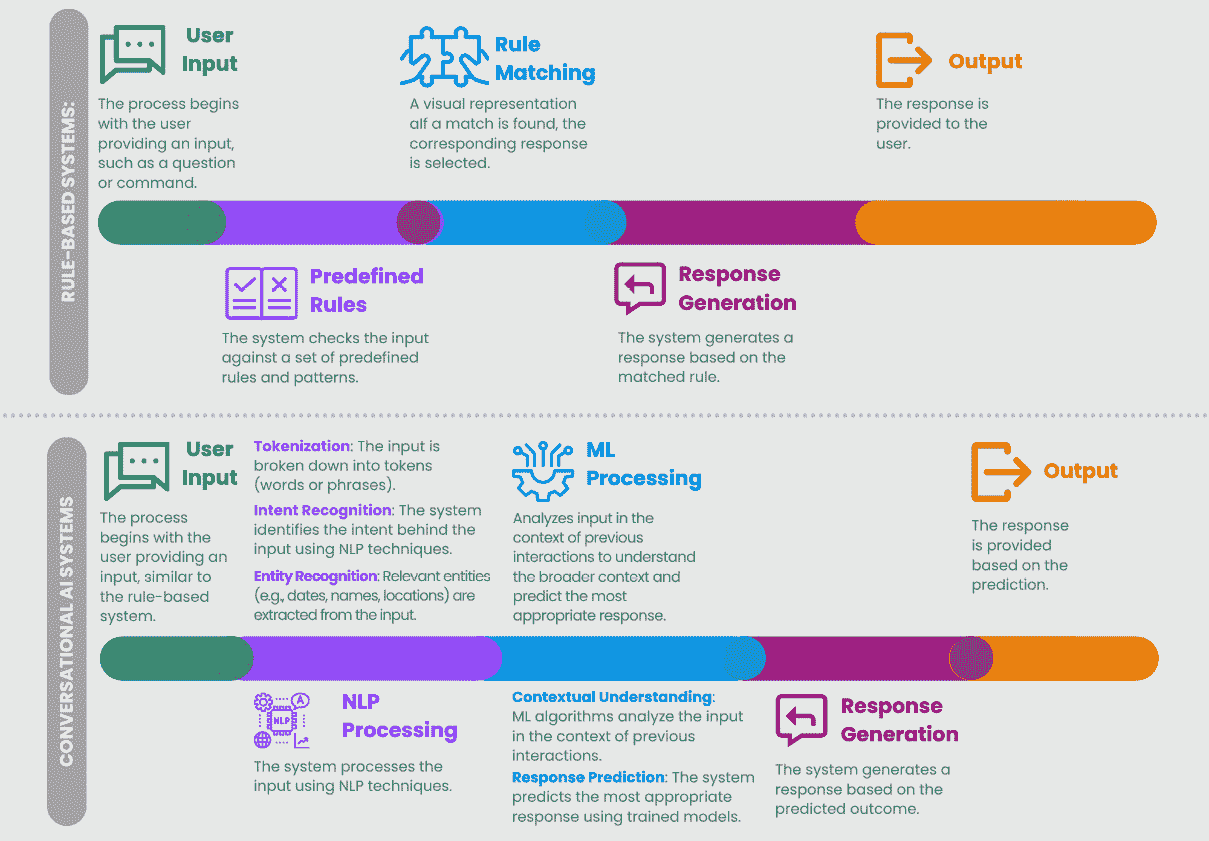 RULE-BASED SYSTEMS:
User
Input
The process begins
with the user
providing an input,
such as a question
or command.
Predefined
Rules
The system checks the input
against a set of predefined
rules and patterns.
Rule
Matching
A visual representation
alf a match is found, the
corresponding response
is selected.
Response
Generation
The system generates a
response based on the
matched rule.
Output
The response is
provided to the
user.
CONVERSATIONAL AI SYSTEMS
User
Input
The process
begins with the
user providing an
input, similar to
the rule-based
system.
Tokenization: The input is
broken down into tokens
(words or phrases).
Intent Recognition: The system
identifies the intent behind the
input using NLP techniques.
Entity Recognition: Relevant entities
(e.g., dates, names, locations) are
extracted from the input.
A
NLP
NLP
Processing
The system processes the
input using NLP techniques.
ML
Processing
Analyzes input in the
context of previous
interactions to understand
the broader context and
predict the most
appropriate response.
Contextual Understanding:
ML algorithms analyze the input
in the context of previous
interactions.
Response Prediction: The system
predicts the most appropriate
response using trained models.
Response
Generation
The system generates a
response based on the
predicted outcome.
Output
The response
is provided
based on the
prediction.